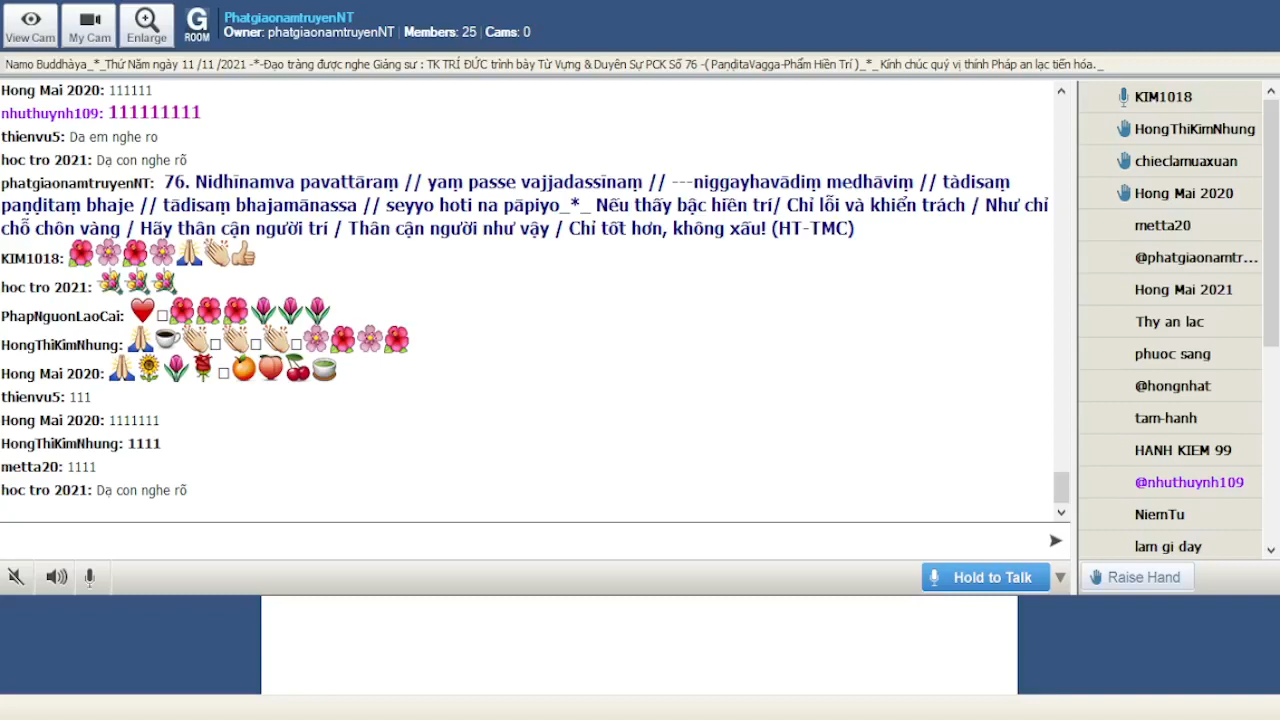 View Cam
My Cam
Enlarge
G
ROOM
PhatgiaonamtruyenNT
Owner: phatgiaonamtruyenNT | Members: 25 | Cams: 0
Namo Buddhàya_*_Thứ Năm ngày 11 /11 /2021 -*-Đạo tràng được nghe Giảng sư : TK TRÍ ĐỨC trình bày Từ Vựng & Duyên Sự PCK Số 76 -( PaṇḍitaVagga-Phẩm Hiền Trí )_*_ Kính chúc quý vị thính Pháp an lạc tiến hóa._
Hong Mai 2020: 111111
nhuthuynh109: 111111111
thienvu5: Da em nghe ro
hoc tro 2021: Dạ con nghe rõ
phatgiaonamtruyenNT: 76. Nidhīnamva pavattāraṃ // yaṃ passe vajjadassīnaṃ // ---niggayhavādiṃ medhāviṃ // tàdisaṃ
paṇḍitaṃ bhaje // tādisaṃ bhajamānassa // seyyo hoti na pāpiyo_*_ Nếu thấy bậc hiền trí/ Chỉ lỗi và khiển trách / Như chỉ
chỗ chôn vàng / Hãy thân cận người trí / Thân cận người như vậy / Chỉ tốt hơn, không xấu! (HT-TMC)
KIM1018:
hoc tro 2021:
PhapNguonLaoCai:
HongThiKimNhung:
Hong Mai 2020:
thienvu5: 111
Hong Mai 2020: 1111111
HongThiKimNhung: 1111
metta20: 1111
hoc tro 2021: Dạ con nghe rõ
Hold to Talk
KIM1018
HongThiKimNhung
chieclamuaxuan
Hong Mai 2020
metta20
@phatgiaonamtr...
Hong Mai 2021
Thy an lac
phuoc sang
@hongnhat
tam-hanh
HANH KIEM 99
@nhuthuynh109
NiemTu
lam gi day
Raise Hand